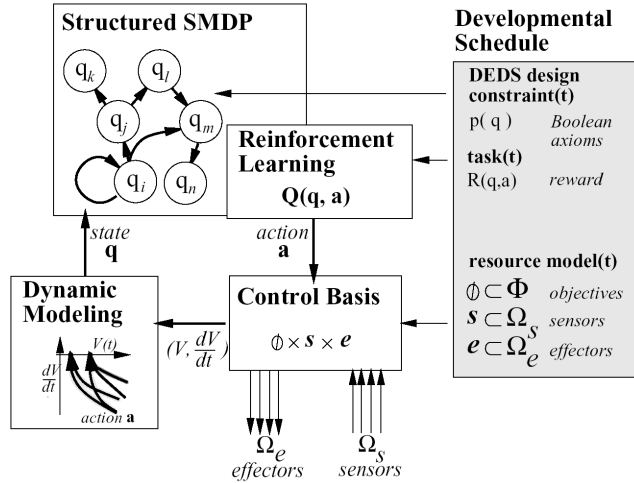 Structured SMDP
q_k
q_l
q_j
q_m
q_i
q_n
Reinforcement
Learning
Q(q, a)
state
q
action
a
Dynamic
Modeling
V(t)
dV
dt
action a
(V, dV/dt)
Control Basis
∅ × s × e
Ω_e
effectors
Ω_s
sensors
Developmental
Schedule
DEDS design
constraint(t)
p( q ) Boolean
axioms
task(t)
R(q,a) reward
resource model(t)
∅ ⊂ Φ objectives
s ⊂ Ω_s sensors
e ⊂ Ω_e effectors